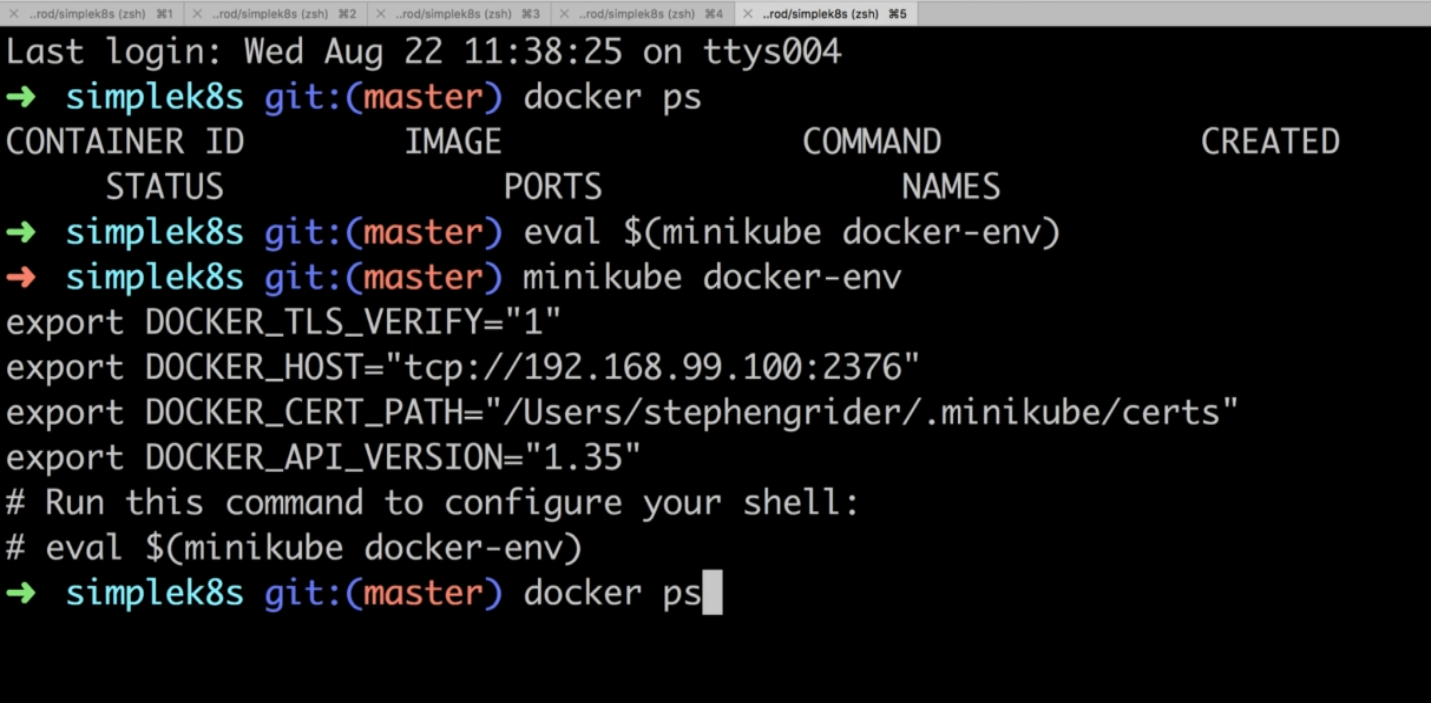 × ..rod/simplek8s (zsh) ⌘1 × ..rod/simplek8s (zsh) ⌘2 × ..rod/simplek8s (zsh) ⌘3 × ..rod/simplek8s (zsh) ⌘4 × ..rod/simplek8s (zsh) ⌘5
Last login: Wed Aug 22 11:38:25 on ttys004
➜ simplek8s git:(master) docker ps
CONTAINER ID IMAGE COMMAND CREATED
STATUS PORTS NAMES
➜ simplek8s git:(master) eval $(minikube docker-env)
➜ simplek8s git:(master) minikube docker-env
export DOCKER_TLS_VERIFY="1"
export DOCKER_HOST="tcp://192.168.99.100:2376"
export DOCKER_CERT_PATH="/Users/stephengrider/.minikube/certs"
export DOCKER_API_VERSION="1.35"
# Run this command to configure your shell:
# eval $(minikube docker-env)
➜ simplek8s git:(master) docker ps